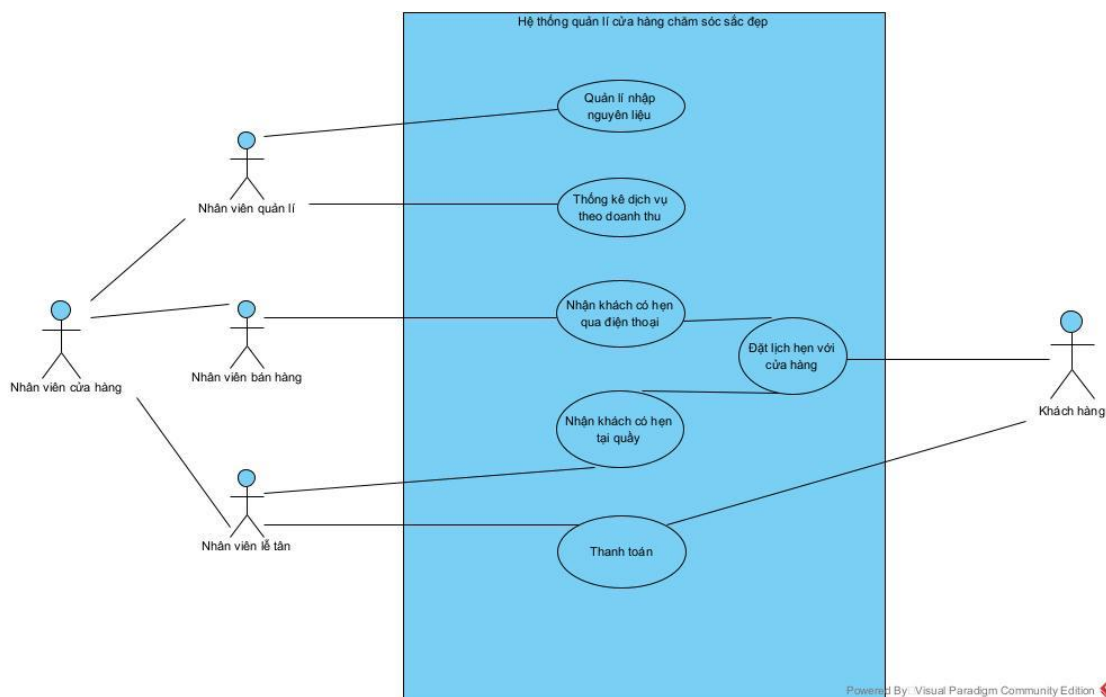 Hệ thống quản lí cửa hàng chăm sóc sắc đẹp
Quản lí nhập
nguyên liệu
Nhân viên quản lí
Thống kê dịch vụ
theo doanh thu
Nhận khách có hẹn
qua điện thoại
Đặt lịch hẹn với
cửa hàng
Nhân viên cửa hàng
Nhân viên bán hàng
Khách hàng
Nhận khách có hẹn
tại quầy
Nhân viên lễ tân
Thanh toán
Powered By Visual Paradigm Community Edition